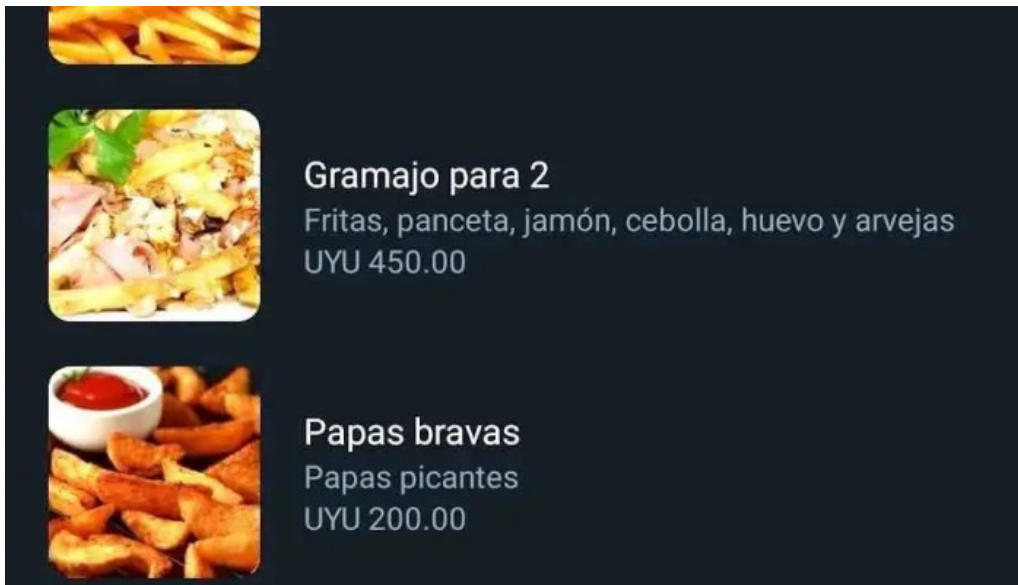 Gramajo para 2
Fritas, panceta, jamón, cebolla, huevo y arvejas
UYU 450.00
Papas bravas
Papas picantes
UYU 200.00